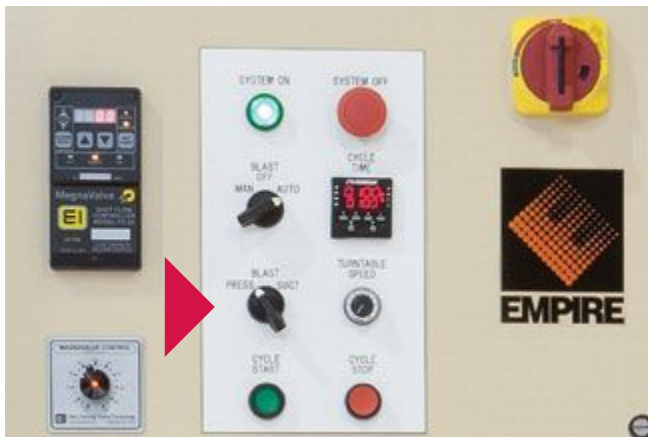 SYSTEM ON
SYSTEM OFF
BLAST
OFF
MAN
AUTO
CYCLE
TIME
BLAST
PRESS
SUCT
TURNTABLE
SPEED
CYCLE
START
CYCLE
STOP
MagnaValve
EI
MAGNAVALVE CONTROL
EMPIRE